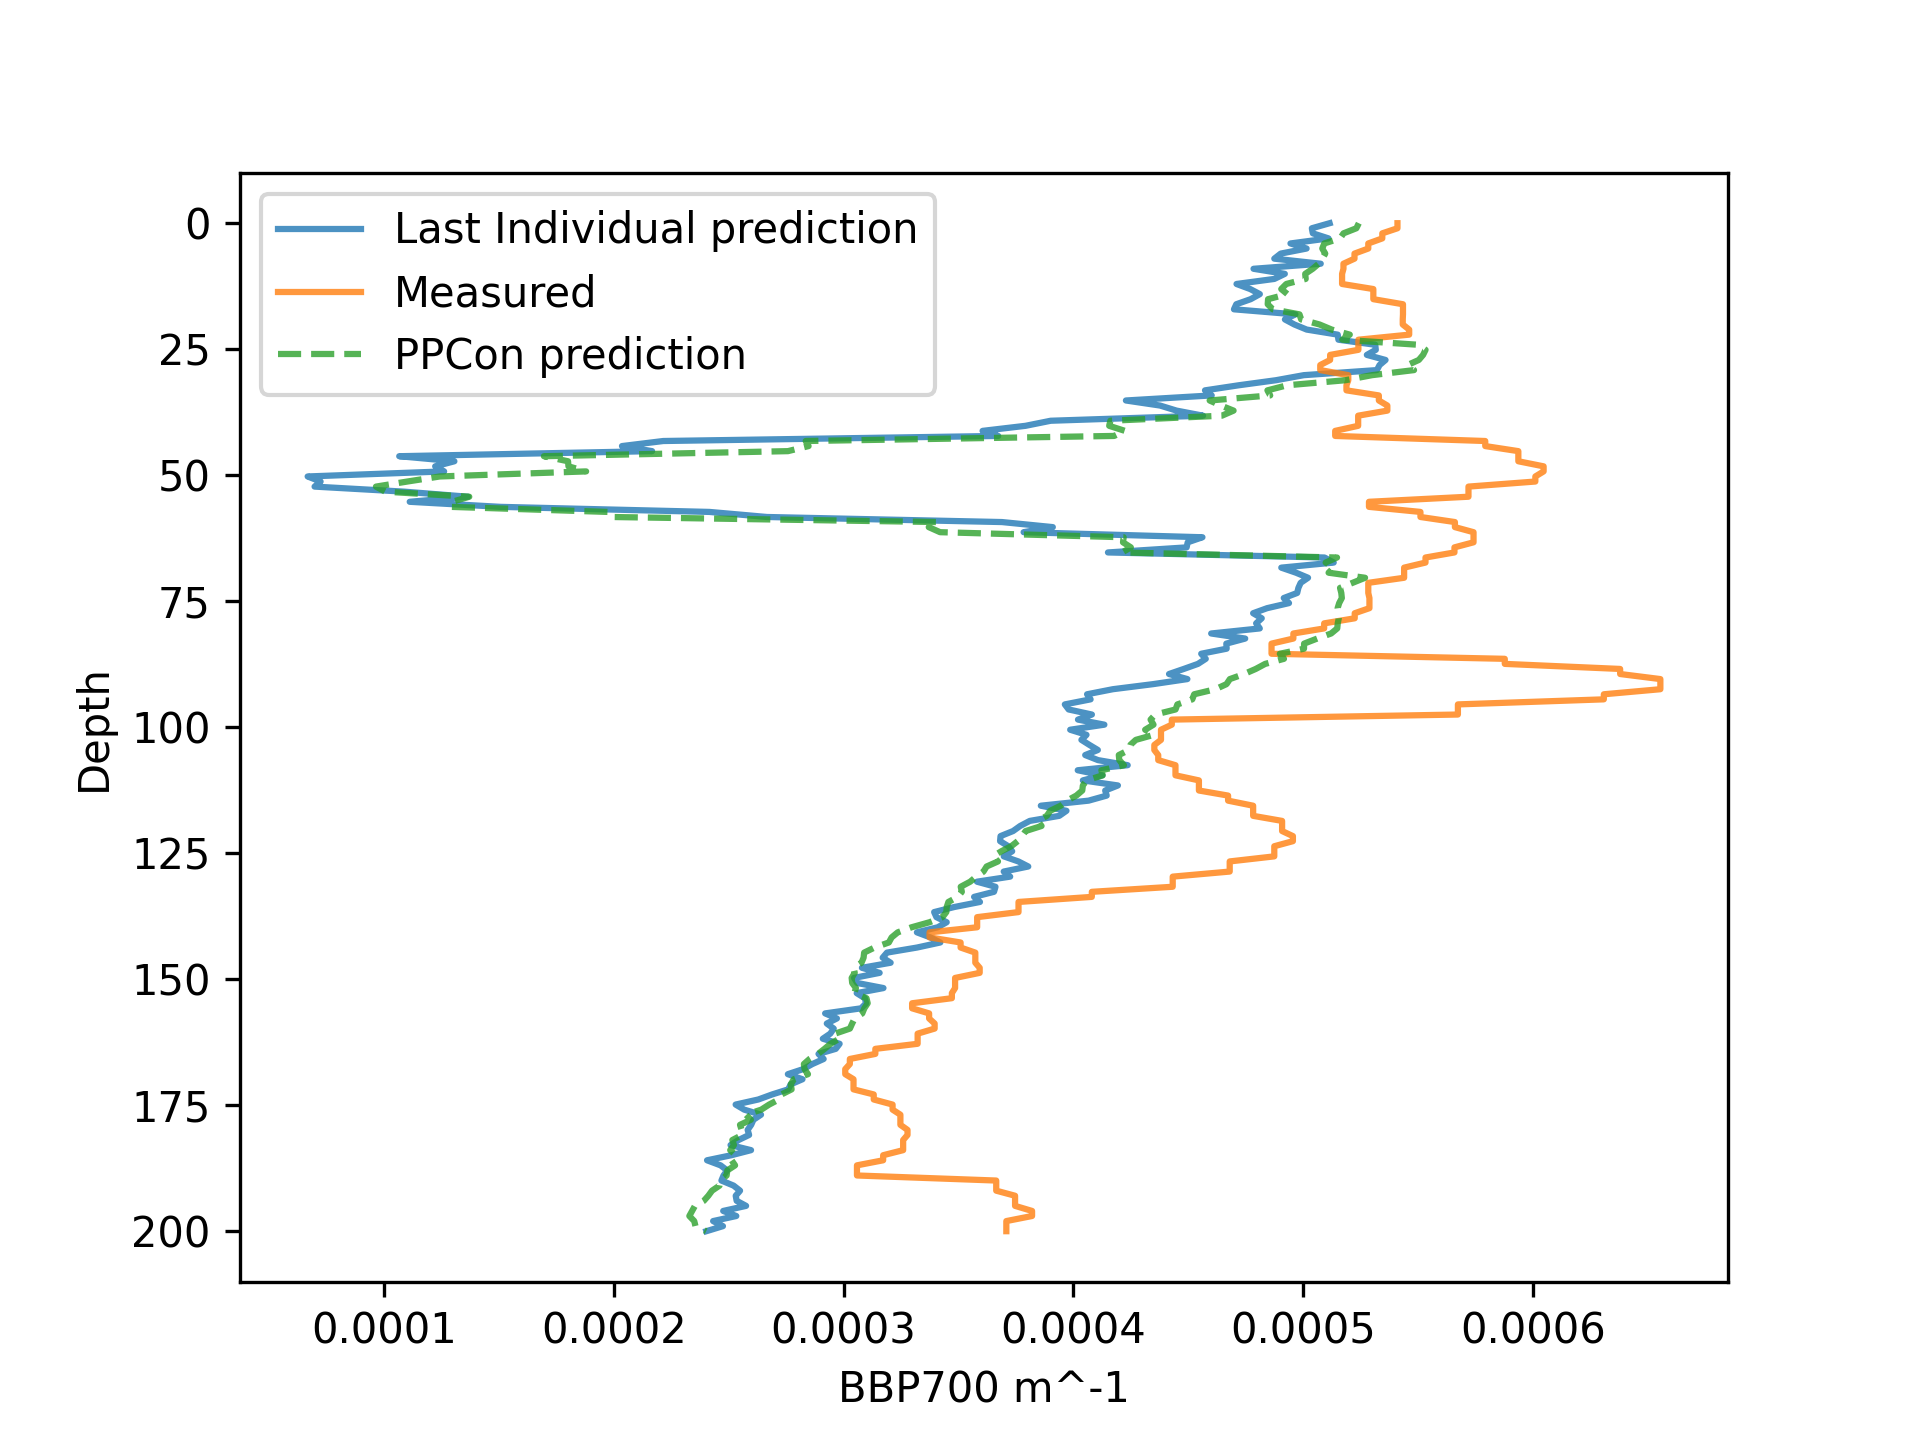 Last Individual prediction
Measured
PPCon prediction
0
25
50
75
100
125
150
175
200
Depth
0.0001 0.0002 0.0003 0.0004 0.0005 0.0006
BBP700 m^-1